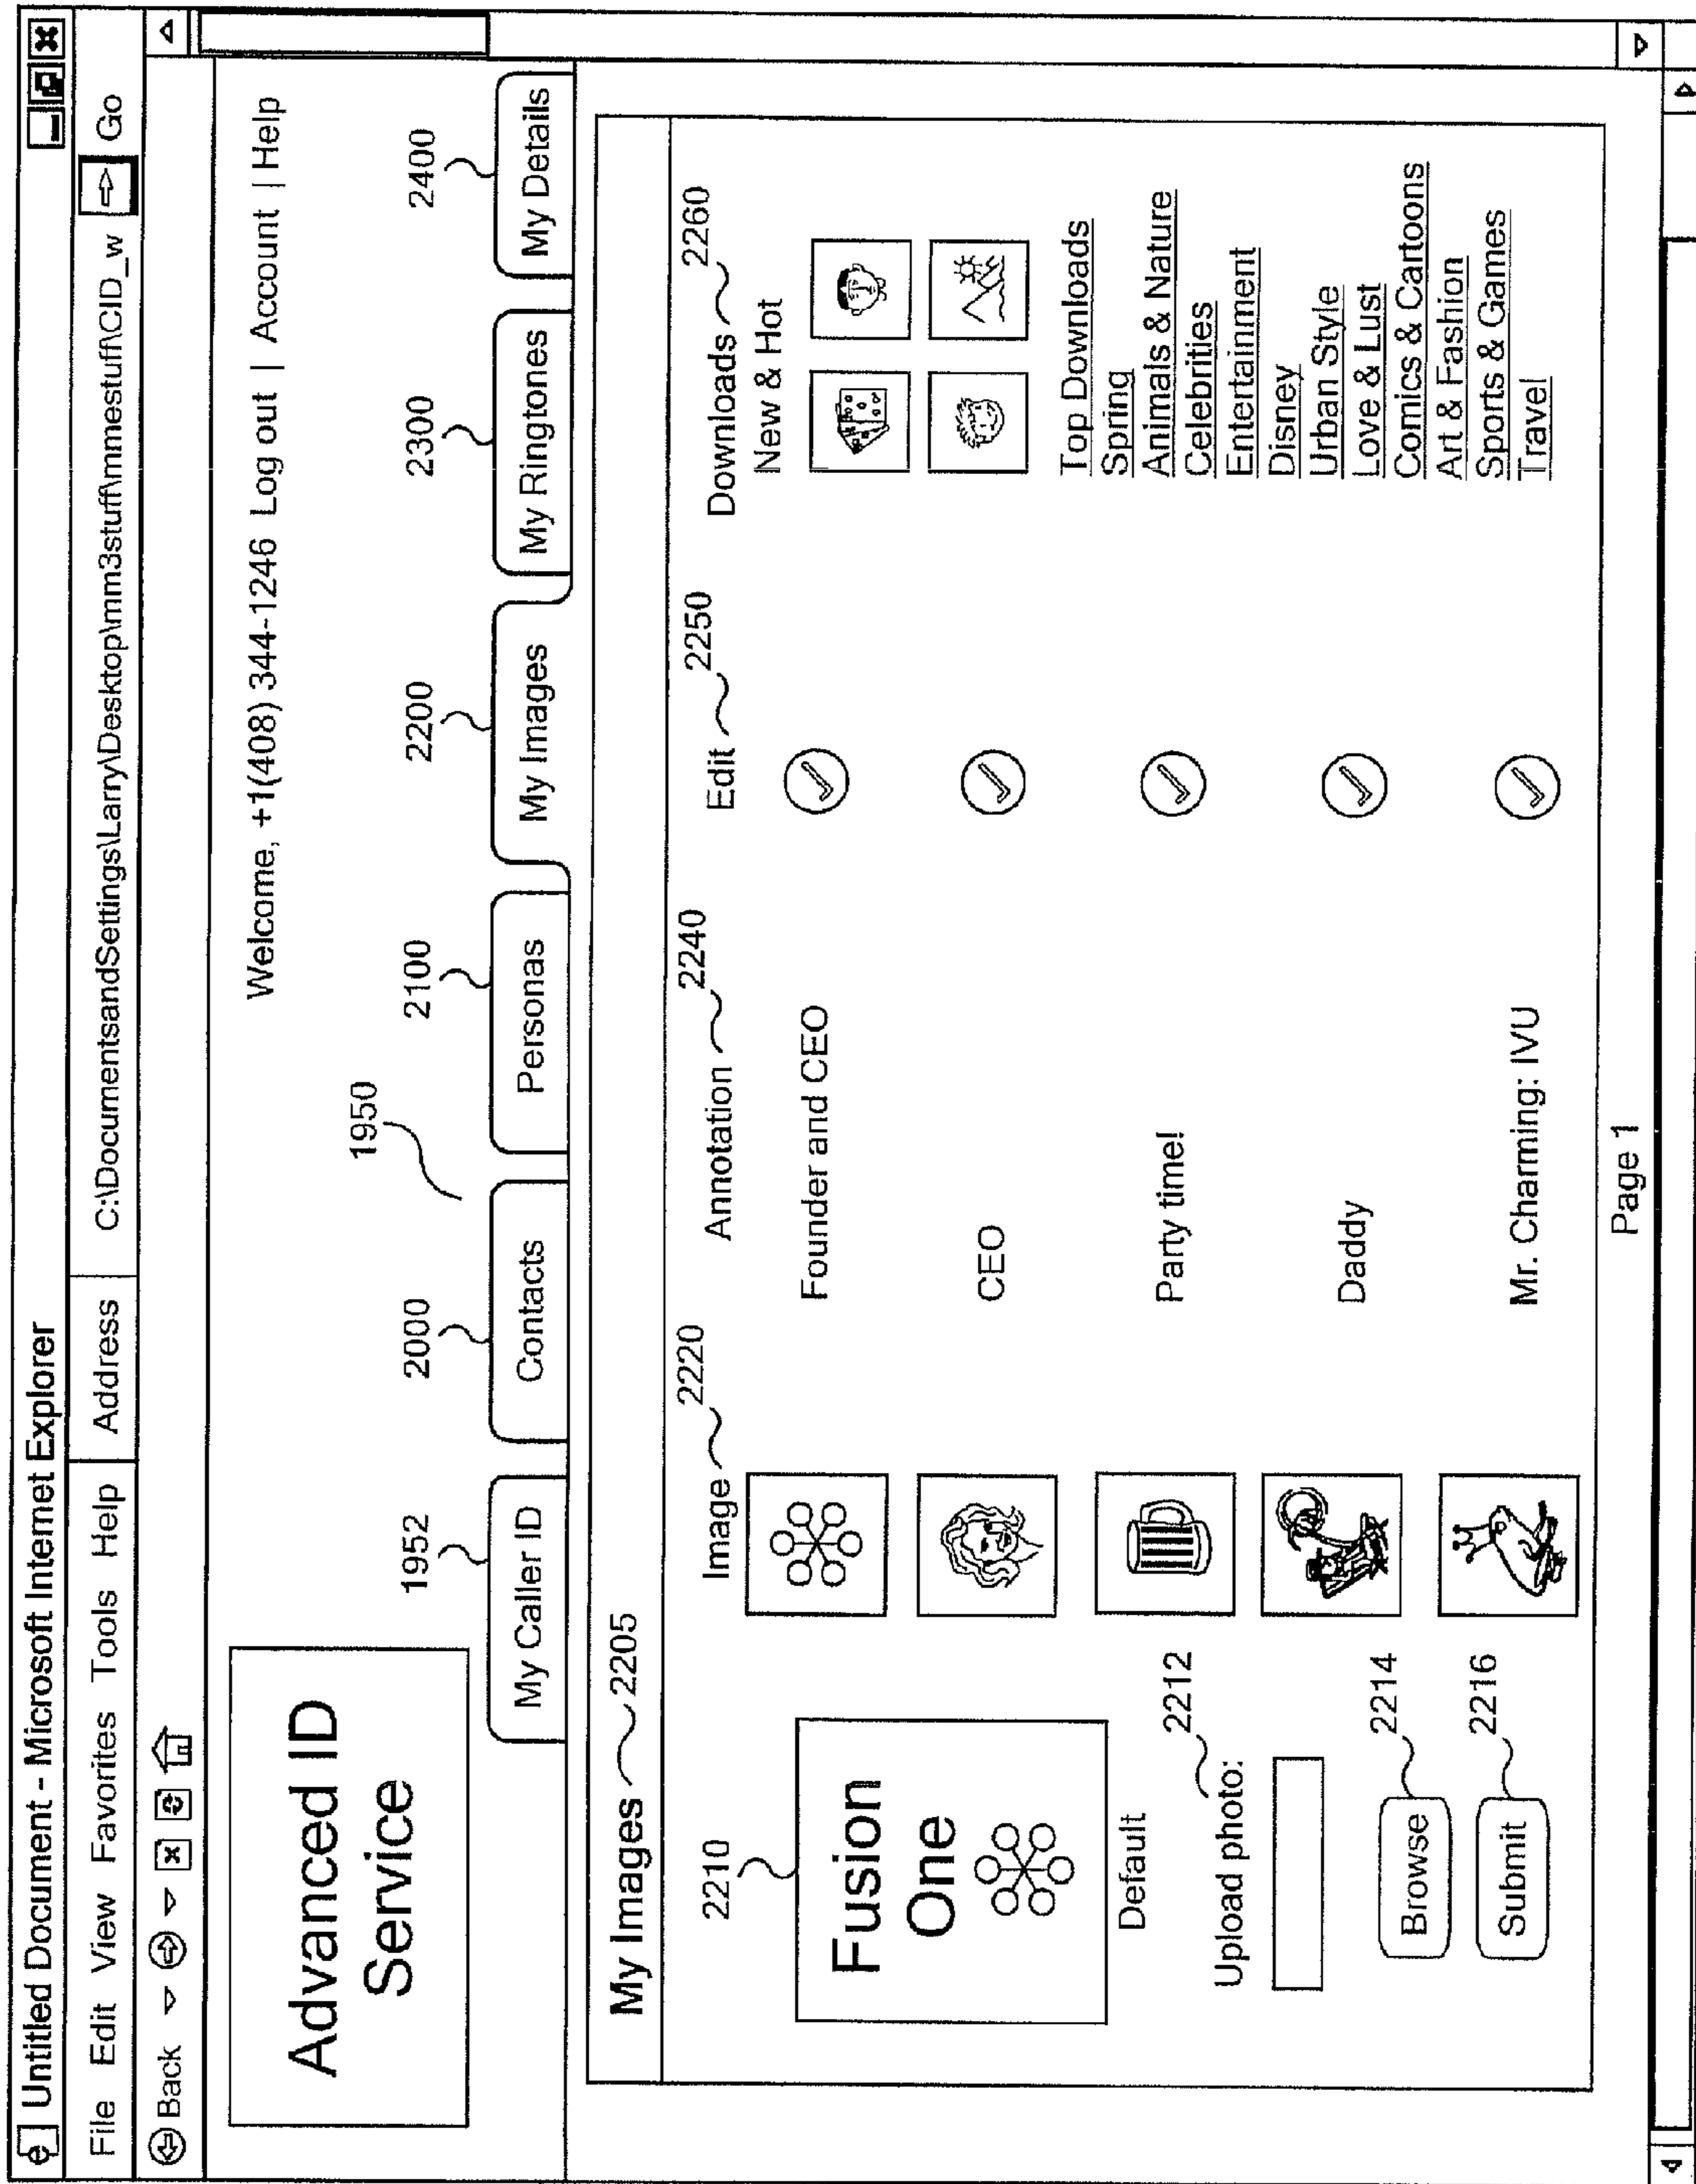 Untitled Document - Microsoft Internet Explorer
File Edit View Favorites Tools Help Address C:\DocumentsandSettings\Larry\Desktop\mm3stuff\mmestuff\CID_w Go
Back
Advanced ID
Service
Welcome, +1(408) 344-1246 Log out | Account | Help
1950
1952 2000 2100 2200 2300 2400
My Caller ID Contacts Personas My Images My Ringtones My Details
My Images 2205
2210
Fusion
One
Default
Upload photo: 2212
Browse 2214
Submit 2216
Image 2220
Annotation 2240
Founder and CEO
CEO
Party time!
Daddy
Mr. Charming: IVU
Edit 2250
Downloads 2260
New & Hot
Top Downloads
Spring
Animals & Nature
Celebrities
Entertainment
Disney
Urban Style
Love & Lust
Comics & Cartoons
Art & Fashion
Sports & Games
Travel
Page 1